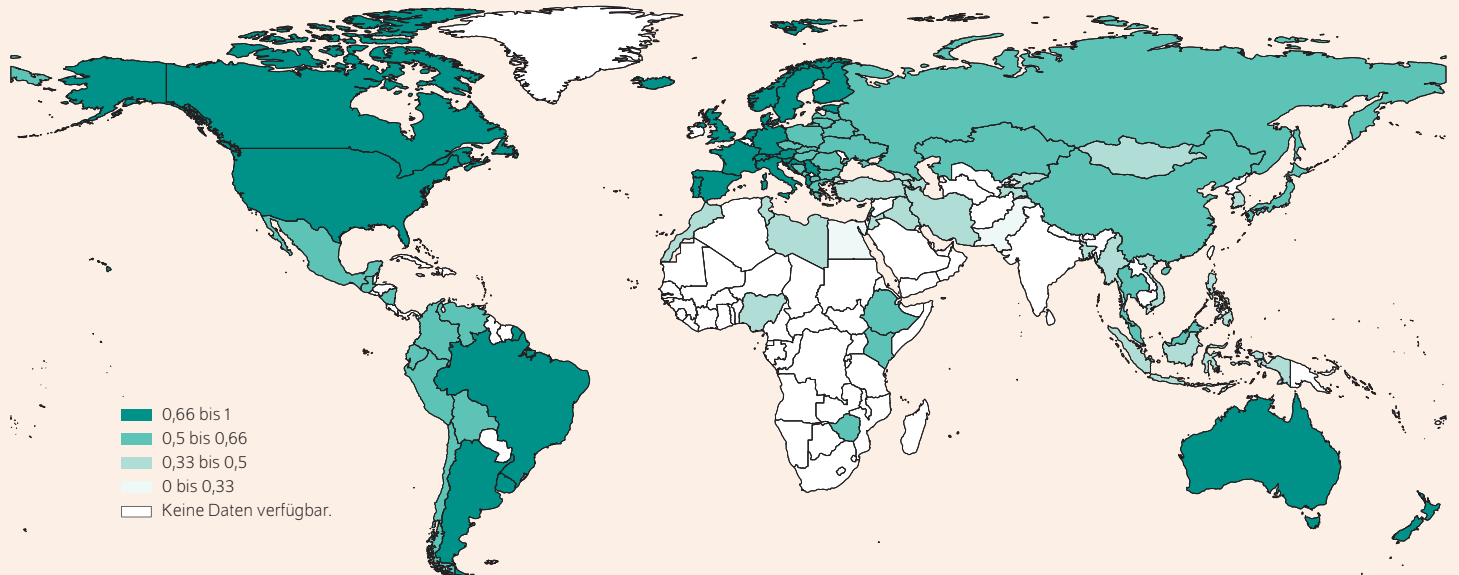 0,66 bis 1
0,5 bis 0,66
0,33 bis 0,5
0 bis 0,33
Keine Daten verfügbar.